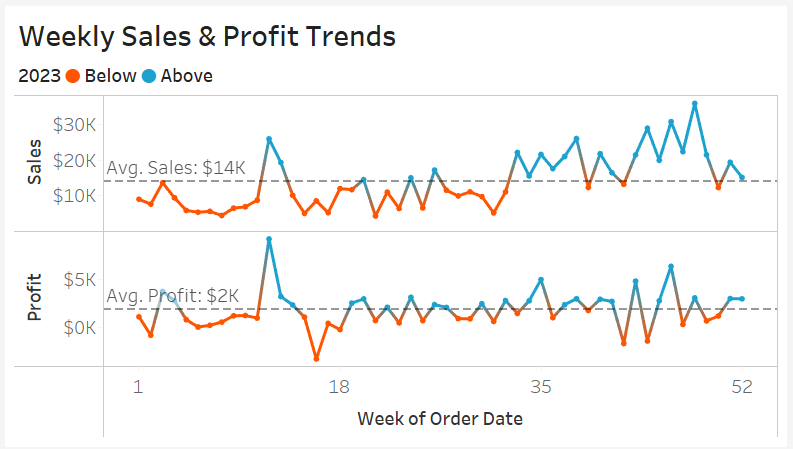 Weekly Sales & Profit Trends
2023 Below Above
Sales
$30K
$20K
$10K
Avg. Sales: $14K
Profit
$5K
$0K
Avg. Profit: $2K
1 18 35 52
Week of Order Date